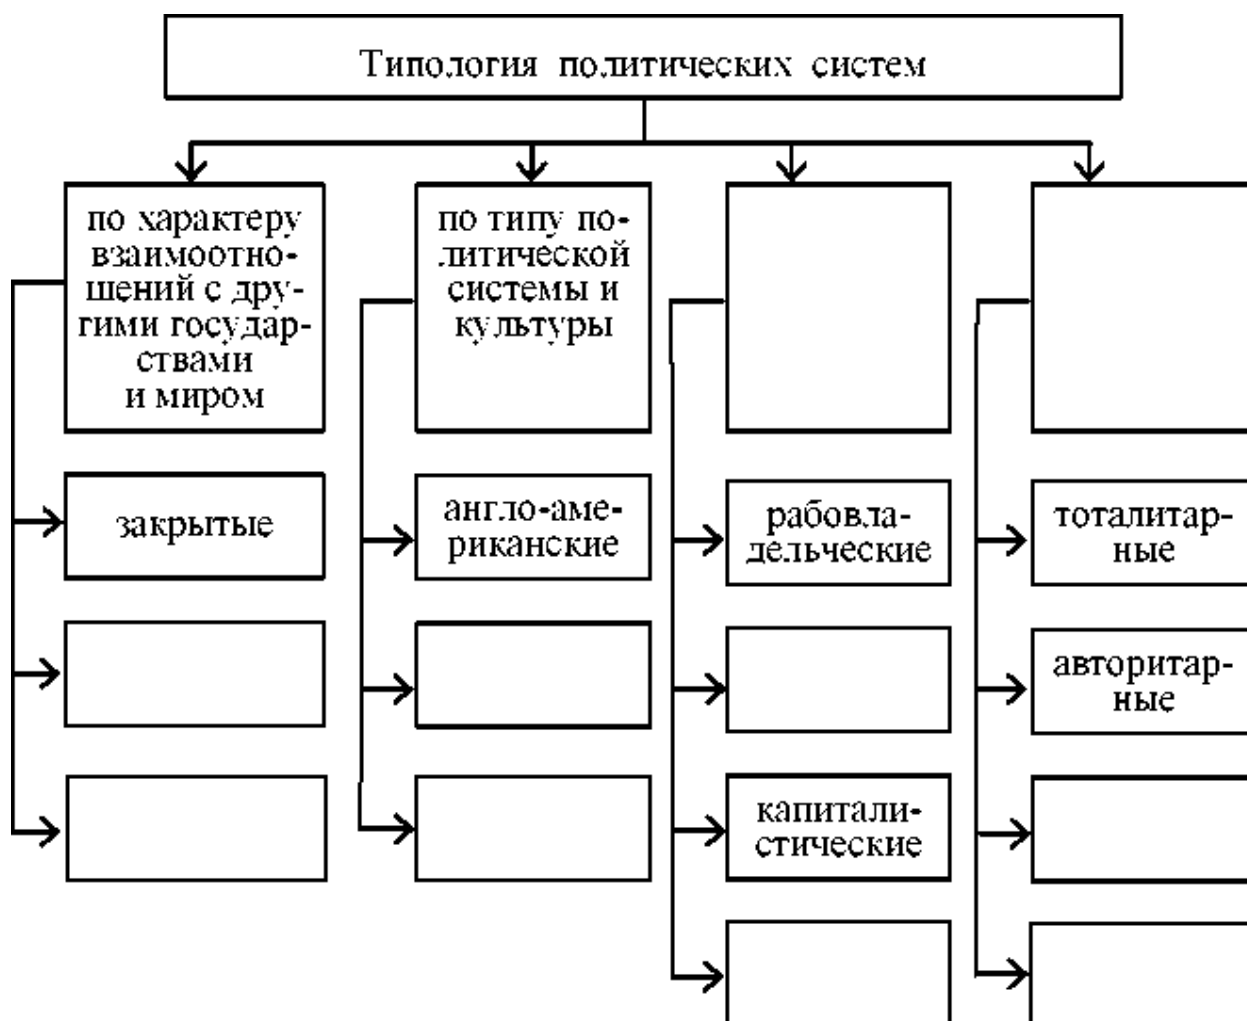 Типология политических систем
по характеру
взаимоотно-
шений с дру-
гими государ-
ствами
и миром
по типу по-
литической
системы и
культуры
закрытые
англо-аме-
риканские
рабовла-
дельческие
тоталитар-
ные
авторитар-
ные
капитали-
стические